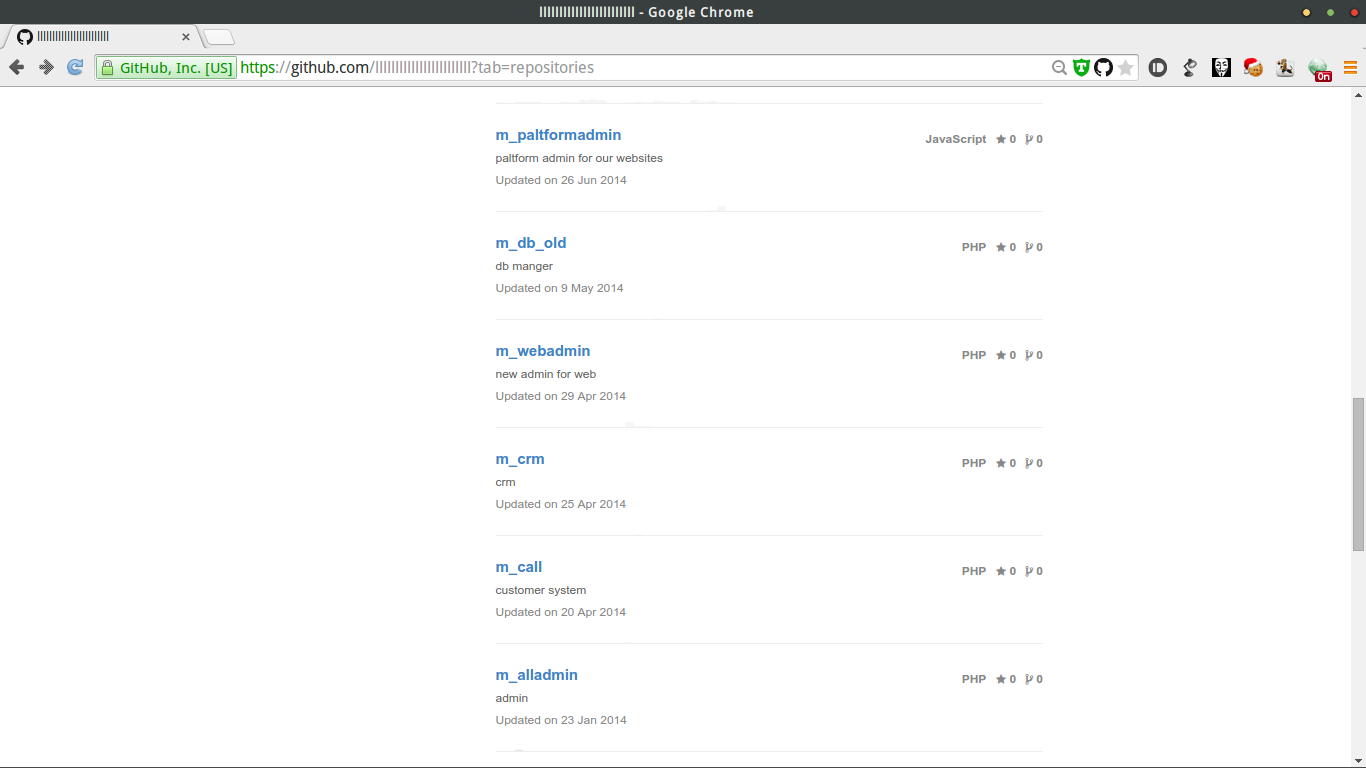 - Google Chrome
GitHub, Inc. [US] https://github.com/ ?tab=repositories
0n
m_paltformadmin
JavaScript 0 0
paltform admin for our websites
Updated on 26 Jun 2014
m_db_old
PHP 0 0
db manger
Updated on 9 May 2014
m_webadmin
PHP 0 0
new admin for web
Updated on 29 Apr 2014
m_crm
PHP 0 0
crm
Updated on 25 Apr 2014
m_call
PHP 0 0
customer system
Updated on 20 Apr 2014
m_alladmin
PHP 0 0
admin
Updated on 23 Jan 2014